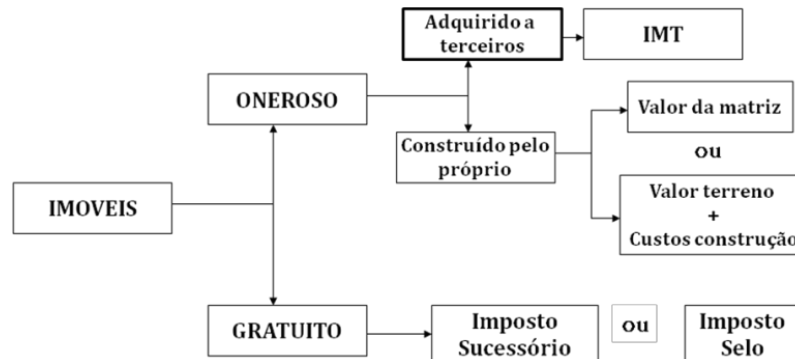 Adquirido a
terceiros
IMT
ONEROSO
Construído pelo
próprio
Valor da matriz
ou
Valor terreno
+
Custos construção
IMOVEIS
GRATUITO
Imposto
Sucessório
ou
Imposto
Selo